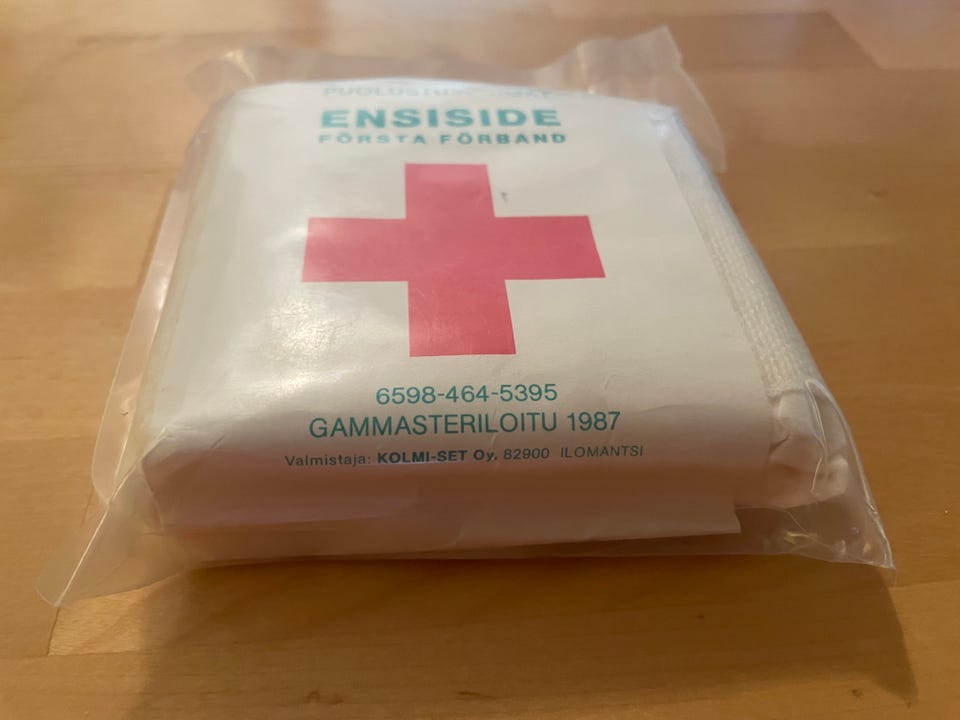 ENSISIDE
FÖRSTA FÖRBAND
6598-464-5395
GAMMASTERILOITU 1987
Valmistaja: KOLMI-SET Oy, 82900 ILOMANTSI